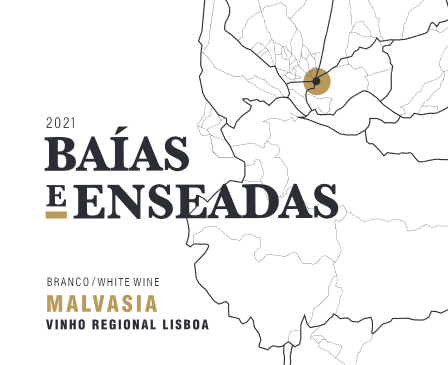 2021
BAÍAS
E ENSEADAS
BRANCO/WHITE WINE
MALVASIA
VINHO REGIONAL LISBOA